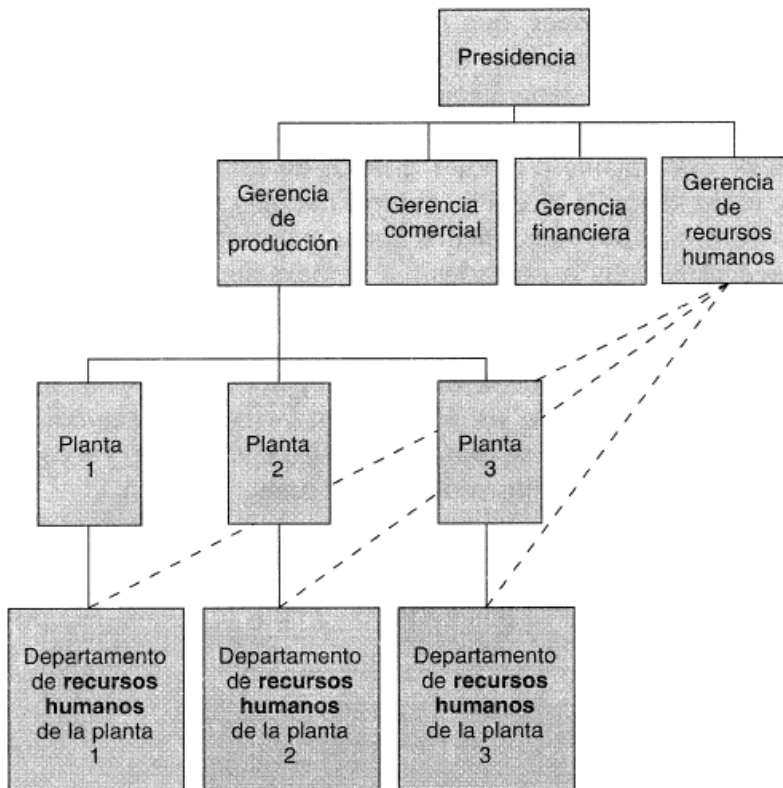 Presidencia
Gerencia
de
producción
Gerencia
comercial
Gerencia
financiera
Gerencia
de
recursos
humanos
Planta
1
Planta
2
Planta
3
Departamento
de recursos
humanos
de la planta
1
Departamento
de recursos
humanos
de la planta
2
Departamento
de recursos
humanos
de la planta
3